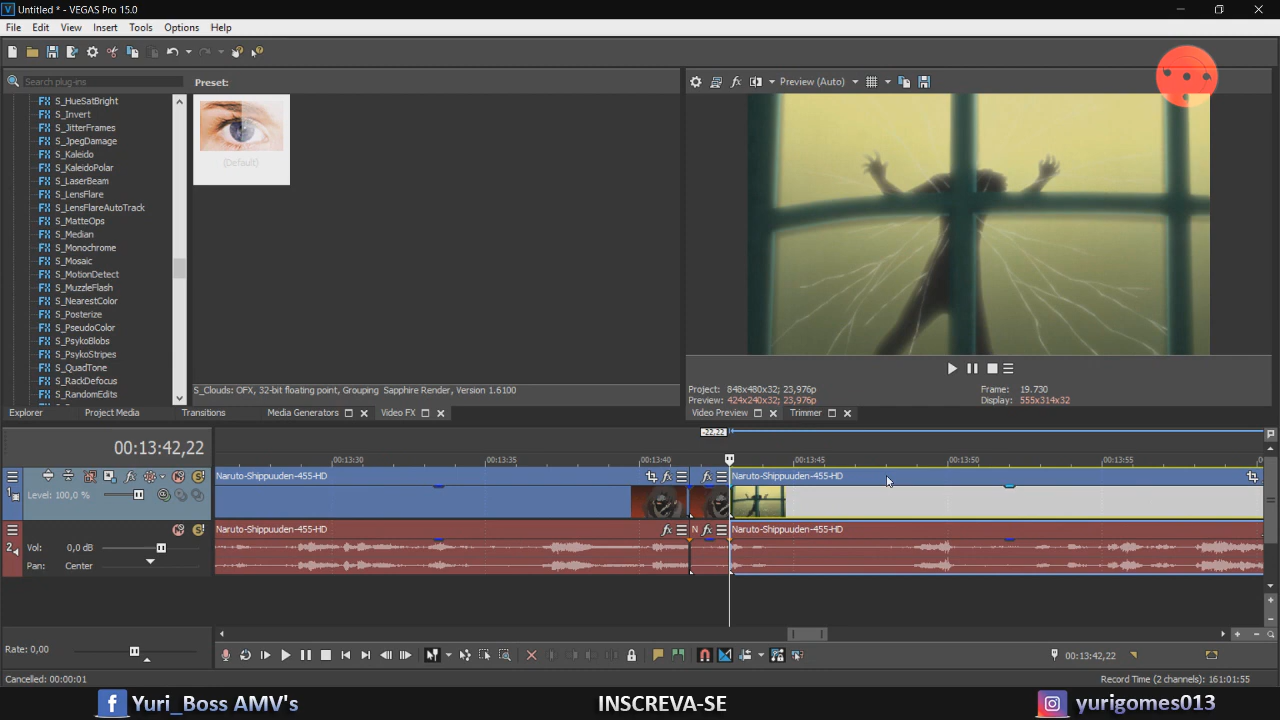 Untitled * - VEGAS Pro 15.0
File Edit View Insert Tools Options Help
Search plug-ins
Preset:
Preview (Auto)
S_HueSatBright
S_Invert
S_JitterFrames
S_JpegDamage
S_Kaleido
S_KaleidoPolar
S_LaserBeam
S_LensFlare
S_LensFlareAutoTrack
S_MatteOps
S_Median
S_Monochrome
S_Mosaic
S_MotionDetect
S_MuzzleFlash
S_NearestColor
S_Posterize
S_PseudoColor
S_PsykoBlobs
S_PsykoStripes
S_QuadTone
S_RackDefocus
S_RandomEdits
(Default)
S_Clouds: OFX, 32-bit floating point, Grouping Sapphire Render, Version 1.6100
Project: 848x480x32; 23,976p
Preview: 424x240x32; 23,976p
Frame: 19.730
Display: 555x314x32
Explorer Project Media Transitions Media Generators Video FX
Video Preview Trimmer
00:13:42,22
-22,22
00:13:30 00:13:35 00:13:40 00:13:45 00:13:50 00:13:55
1
Level: 100,0 %
Naruto-Shippuuden-455-HD
Naruto-Shippuuden-455-HD
2
Vol: 0,0 dB
Pan: Center
Naruto-Shippuuden-455-HD
N
Naruto-Shippuuden-455-HD
Rate: 0,00
00:13:42,22
Cancelled: 00:00:01
Record Time (2 channels): 161:01:55
Yuri_Boss AMV's
INSCREVA-SE
yurigomes013